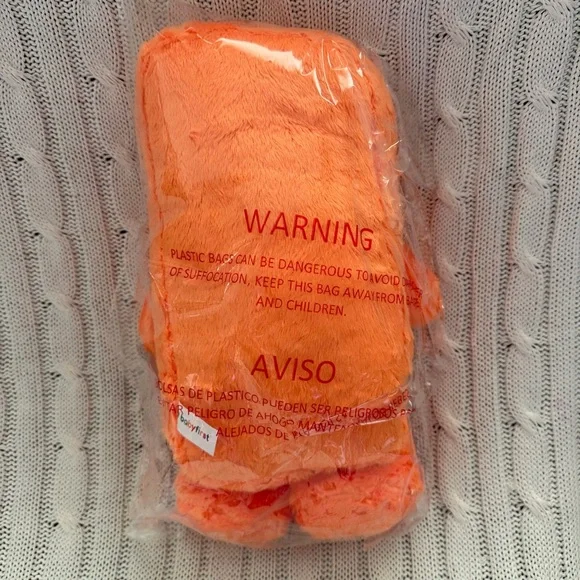 WARNING
PLASTIC BAGS CAN BE DANGEROUS TO AVOID
OF SUFFOCATION, KEEP THIS BAG AWAY FROM
AND CHILDREN.
AVISO
DE PLASTICO PUEDEN SER PELIGROSOS
PELIGRO DE
ALEJADOS DE
babyfirst